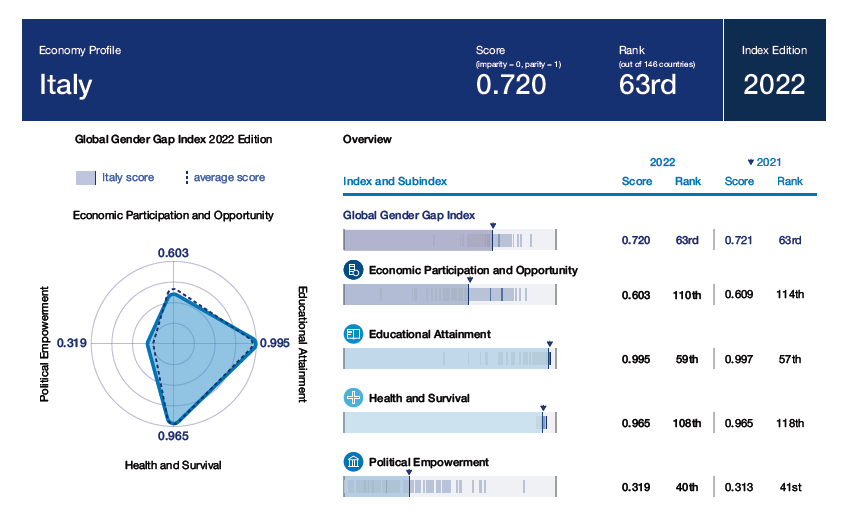 Economy Profile
Italy
Score
(imparity = 0, parity = 1)
0.720
Rank
(out of 146 countries)
63rd
Index Edition
2022
Global Gender Gap Index 2022 Edition
Italy score
average score
Economic Participation and Opportunity
0.603
Political Empowerment
0.319
0.995
Educational Attainment
0.965
Health and Survival
Overview
2022 2021
Index and Subindex Score Rank Score Rank
Global Gender Gap Index
0.720 63rd 0.721 63rd
Economic Participation and Opportunity
0.603 110th 0.609 114th
Educational Attainment
0.995 59th 0.997 57th
Health and Survival
0.965 108th 0.965 118th
Political Empowerment
0.319 40th 0.313 41st